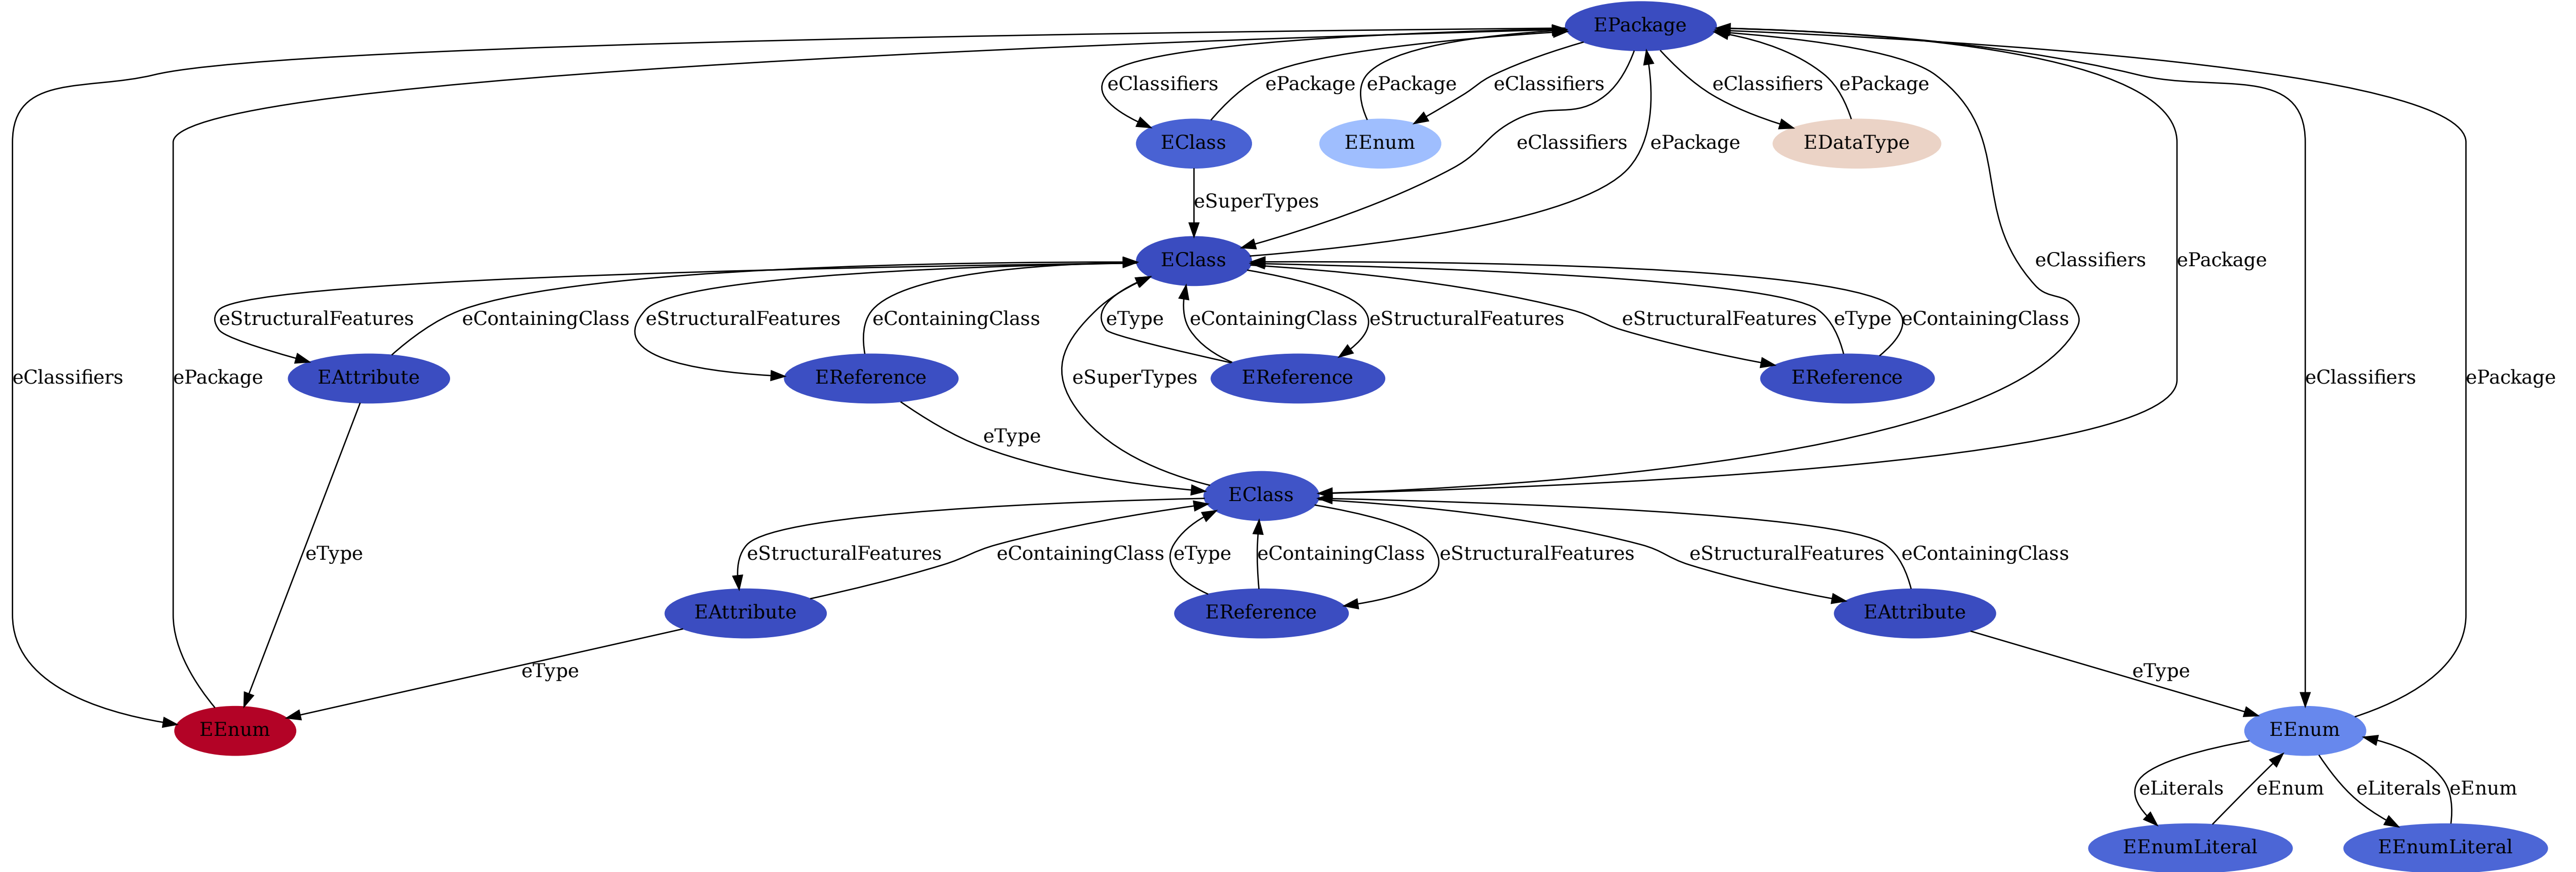 EPackage
eClassifiers
ePackage
ePackage
eClassifiers
eClassifiers
ePackage
EClass
EEnum
eClassifiers
ePackage
EDataType
eSuperTypes
EClass
eClassifiers
ePackage
eStructuralFeatures
eContainingClass
eStructuralFeatures
eContainingClass
eType
eContainingClass
eStructuralFeatures
eStructuralFeatures
eType
eContainingClass
eClassifiers
ePackage
EAttribute
EReference
eSuperTypes
EReference
EReference
eClassifiers
ePackage
eType
EClass
eType
eStructuralFeatures
eContainingClass
eType
eContainingClass
eStructuralFeatures
eStructuralFeatures
eContainingClass
EAttribute
EReference
EAttribute
eType
eType
EEnum
EEnum
eLiterals
eEnum
eLiterals
eEnum
EEnumLiteral
EEnumLiteral